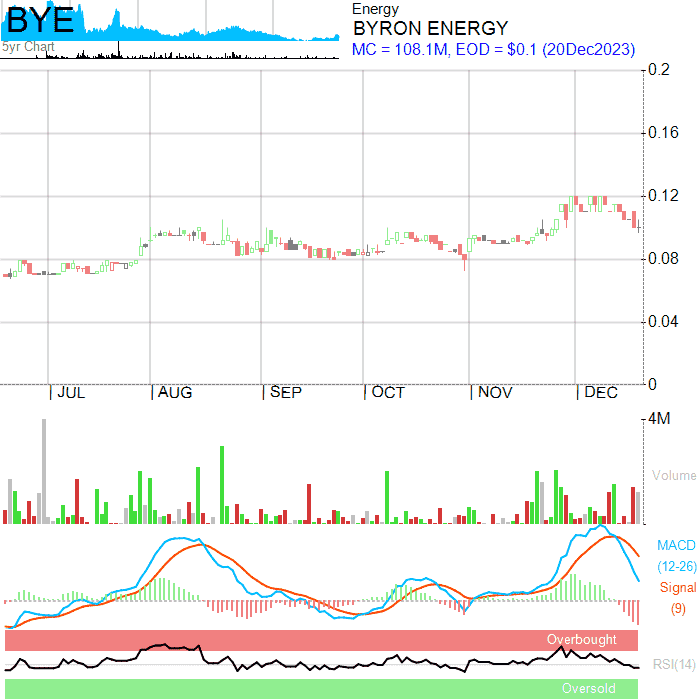 BYE
5yr Chart
Energy
BYRON ENERGY
MC = 108.1M, EOD = $0.1 (20Dec2023)
0.2
0.16
0.12
0.08
0.04
0
JUL AUG SEP OCT NOV DEC
4M
Volume
MACD
(12-26)
Signal
(9)
Overbought
RSI(14)
Oversold